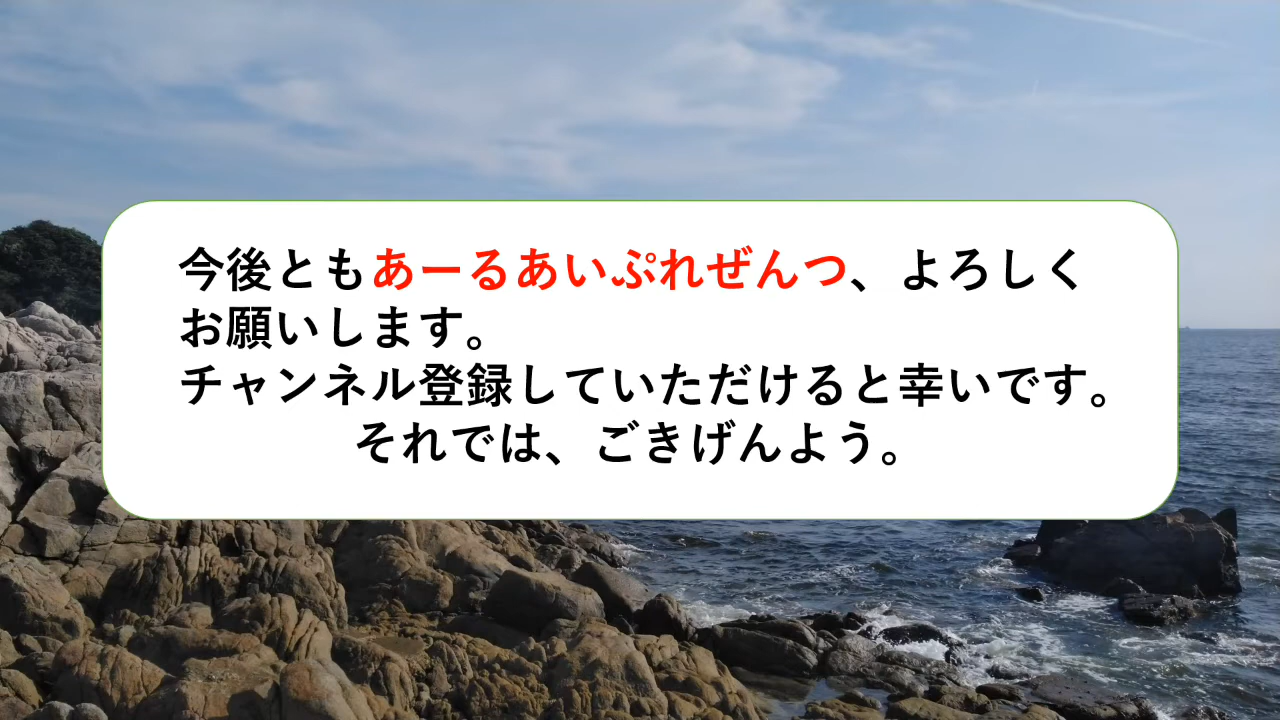 今後ともあーるあいぷれぜんつ、よろしく
お願いします。
チャンネル登録していただけると幸いです。
それでは、ごきげんよう。